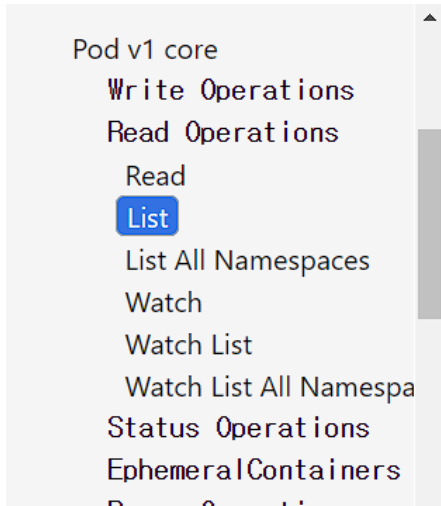 Pod v1 core
Write Operations
Read Operations
Read
List
List All Namespaces
Watch
Watch List
Watch List All Namespa
Status Operations
EphemeralContainers